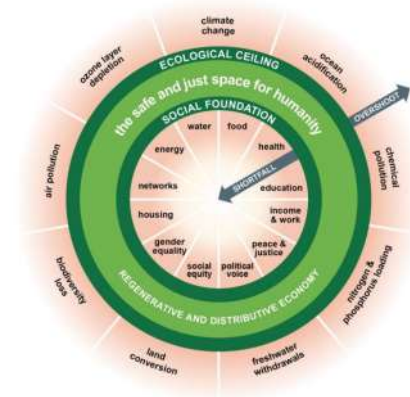 climate
change
ocean
acidification
chemical
pollution
nitrogen &
phosphorus loading
freshwater
withdrawals
land
conversion
biodiversity
loss
air pollution
ozone layer
depletion
OVERSHOOT
ECOLOGICAL CEILING
the safe and just space for humanity
SOCIAL FOUNDATION
water
food
health
education
income
& work
peace &
justice
political
voice
social
equity
gender
equality
housing
networks
energy
SHORTFALL
REGENERATIVE AND DISTRIBUTIVE ECONOMY